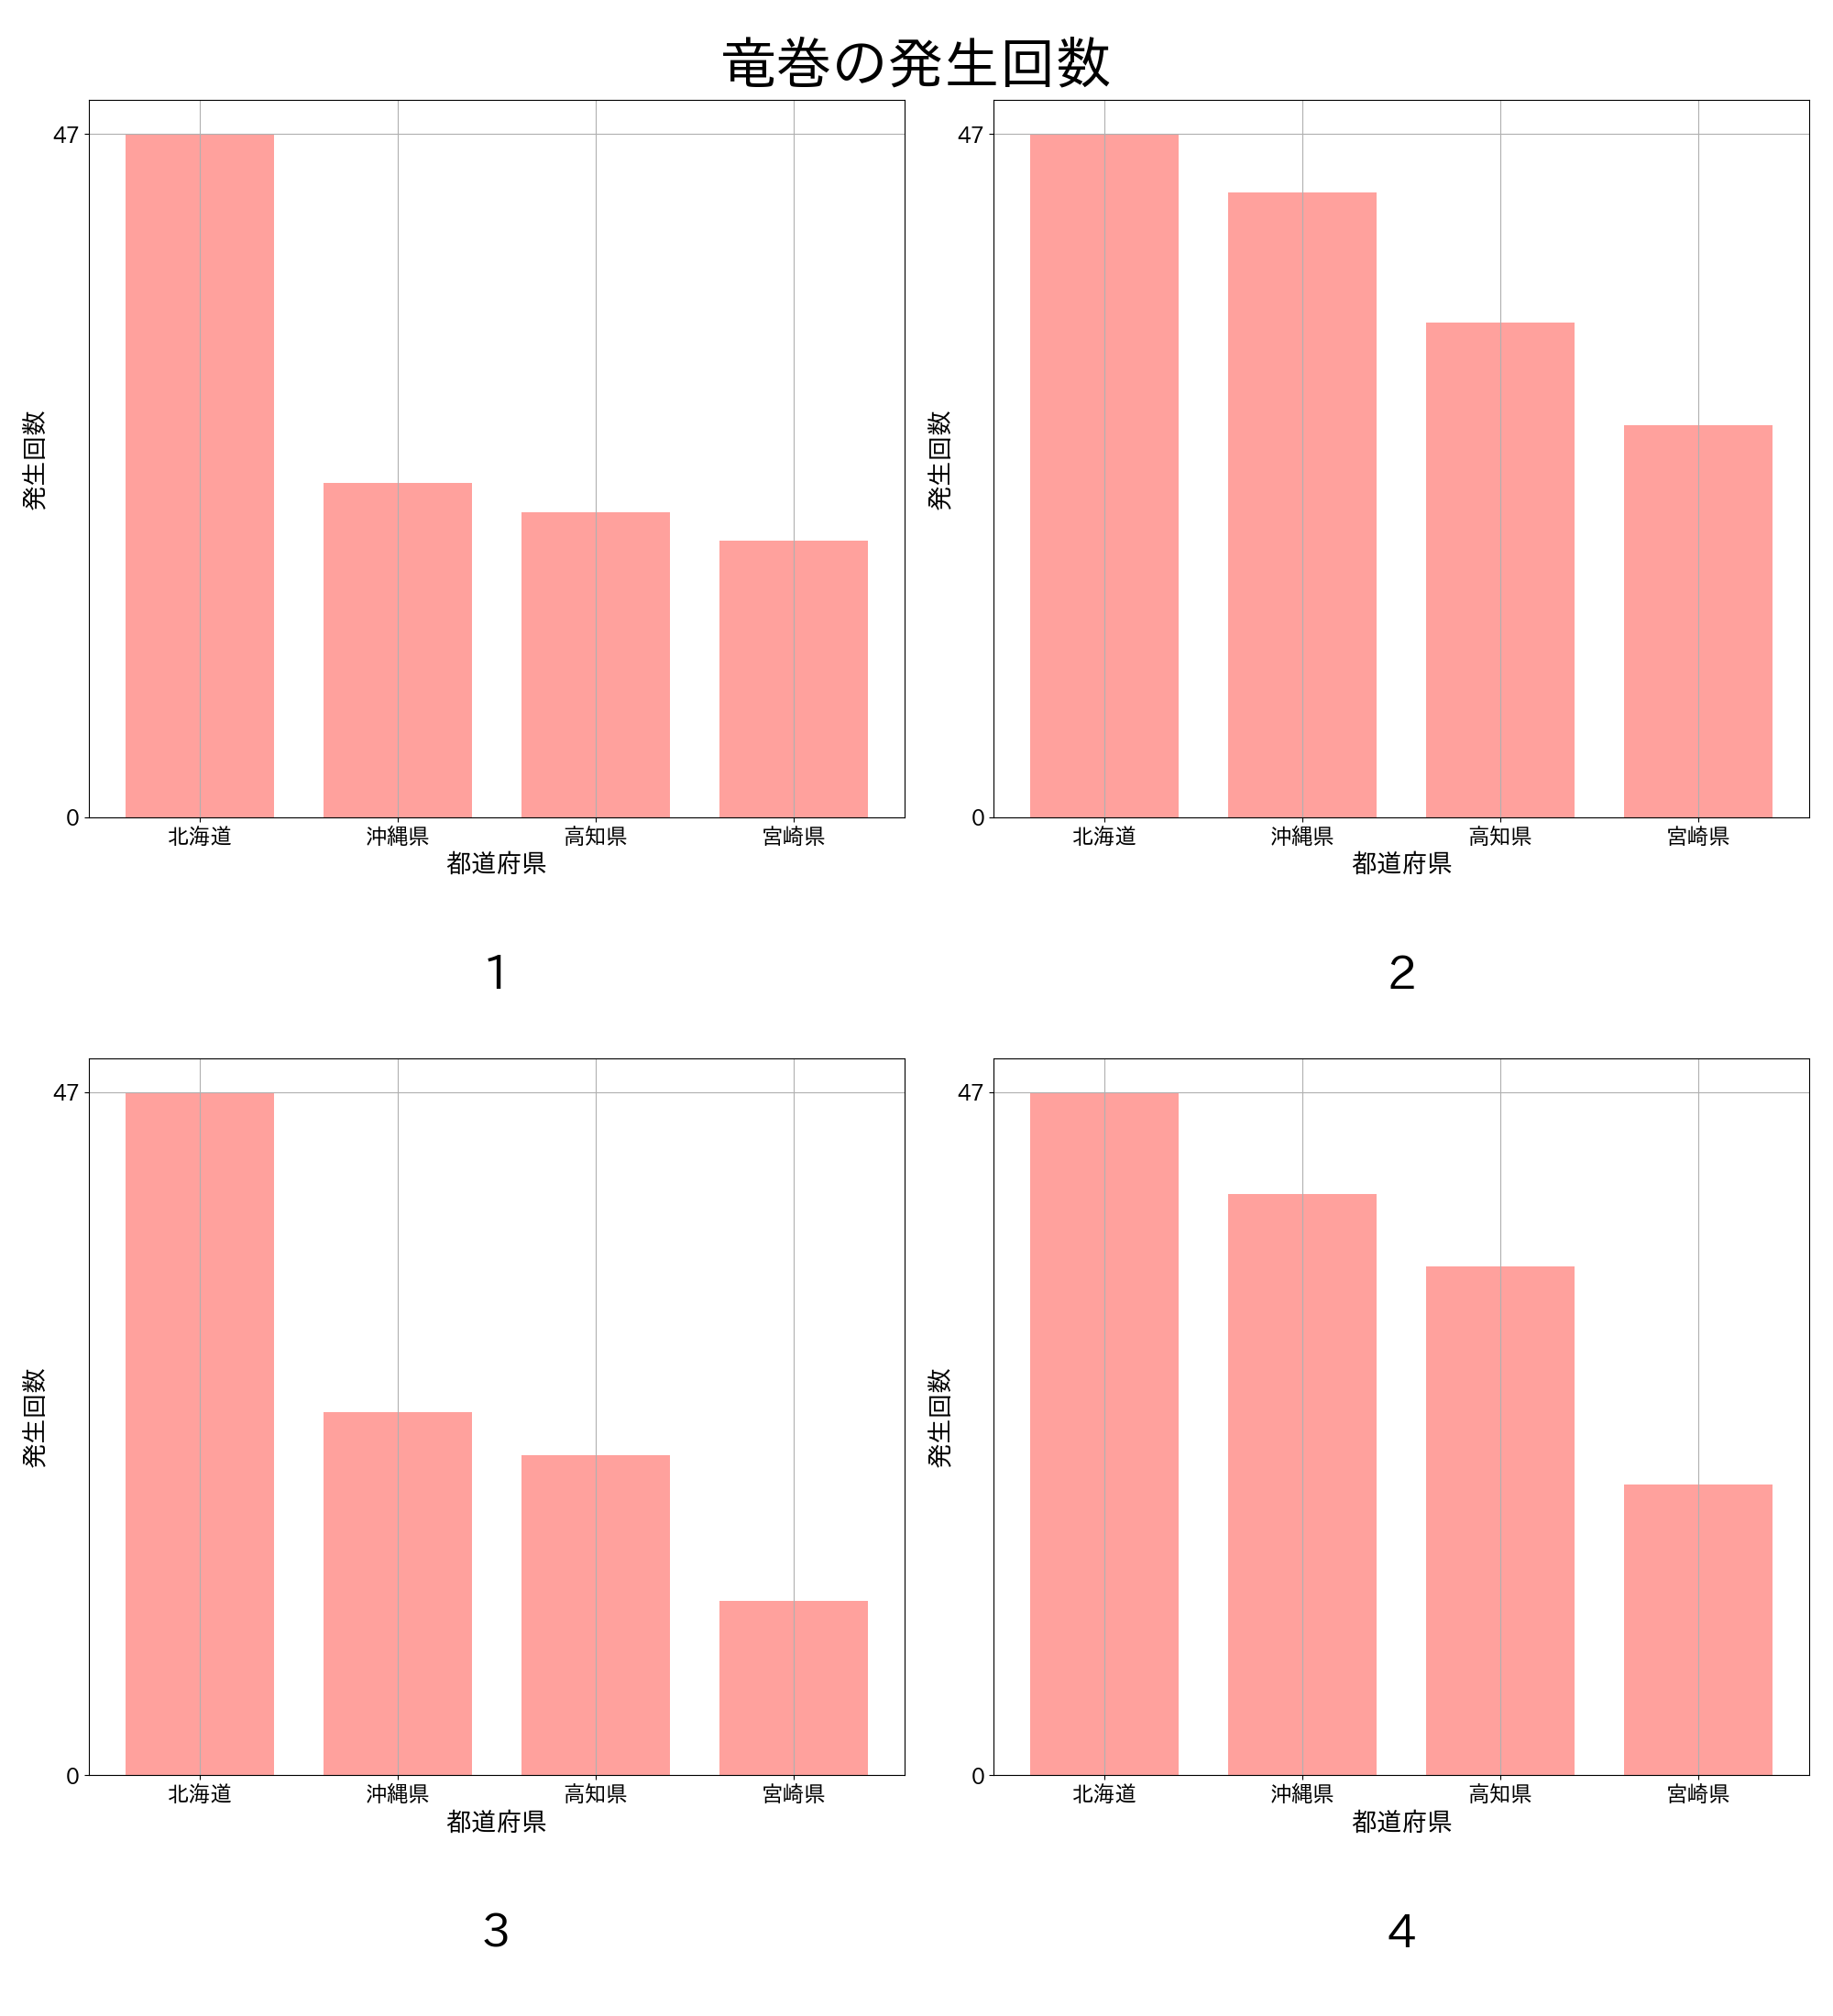 竜巻の発生回数
47
0
発生回数
北海道 沖縄県 高知県 宮崎県
都道府県
1
47
0
発生回数
北海道 沖縄県 高知県 宮崎県
都道府県
2
47
0
発生回数
北海道 沖縄県 高知県 宮崎県
都道府県
3
47
0
発生回数
北海道 沖縄県 高知県 宮崎県
都道府県
4